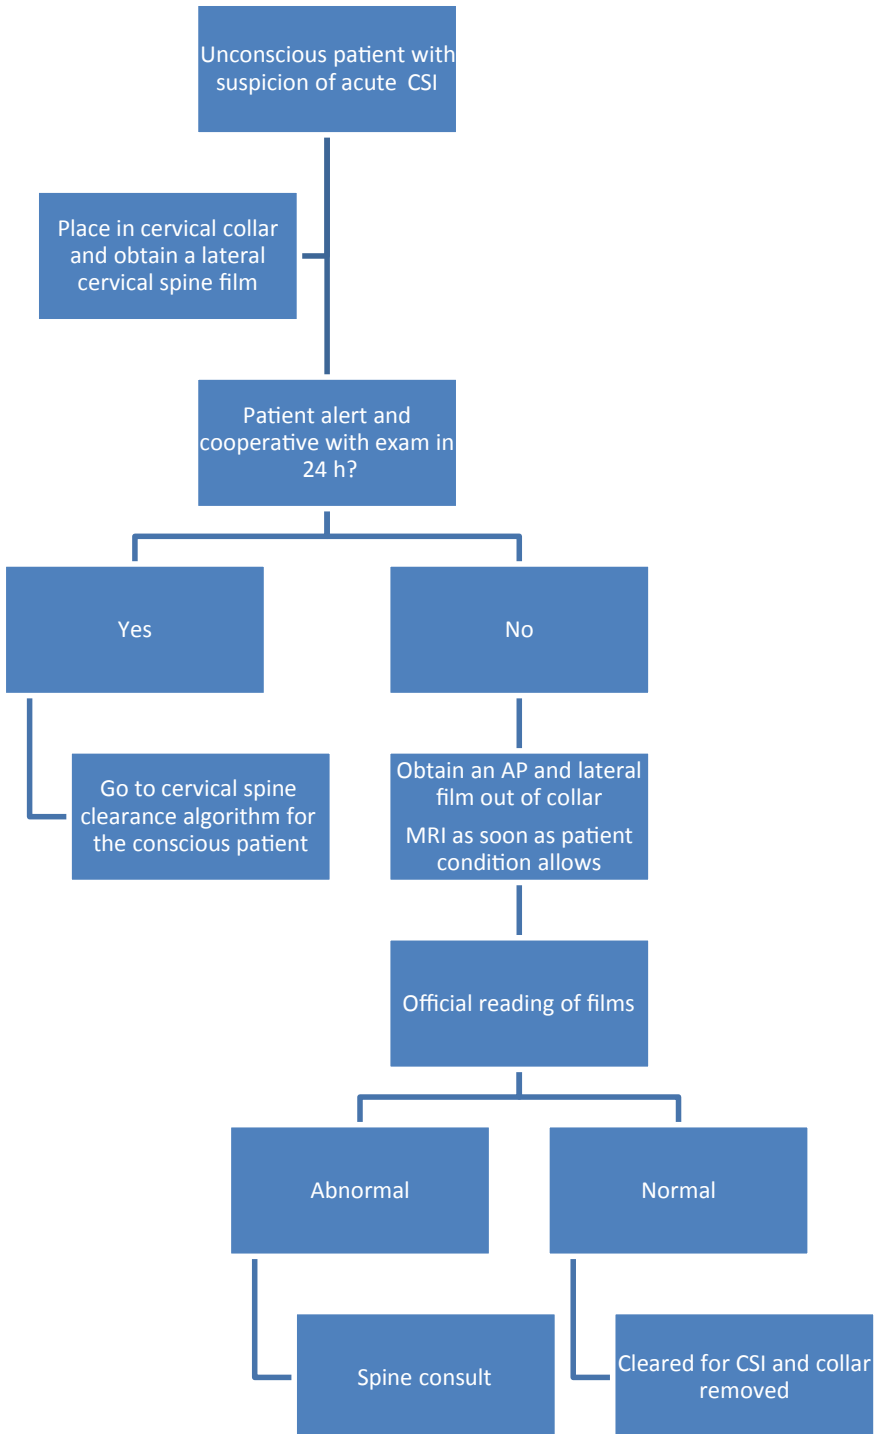 Unconscious patient with
suspicion of acute CSI
Place in cervical collar
and obtain a lateral
cervical spine film
Patient alert and
cooperative with exam in
24 h?
Yes
No
Go to cervical spine
clearance algorithm for
the conscious patient
Obtain an AP and lateral
film out of collar
MRI as soon as patient
condition allows
Official reading of films
Abnormal
Normal
Spine consult
Cleared for CSI and collar
removed